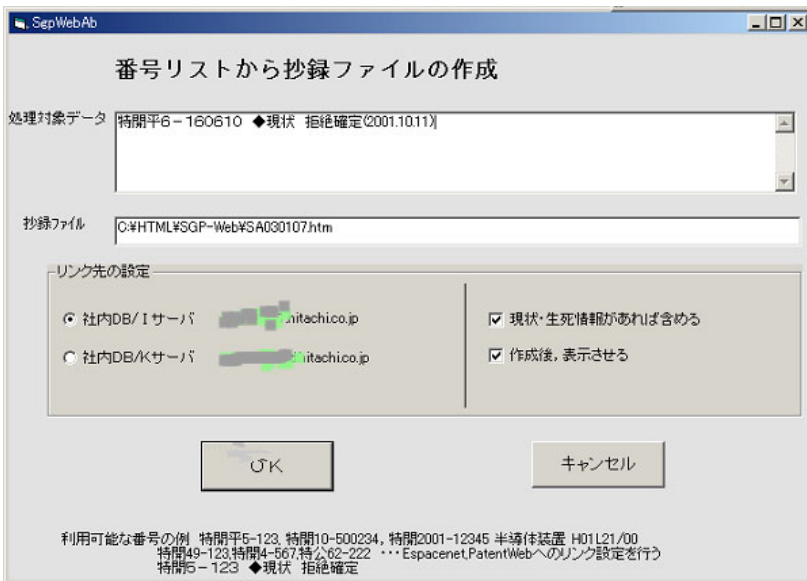 SgpWebAb
番号リストから抄録ファイルの作成
処理対象データ
特開平6-160610 ◆現状 拒絶確定(2001.10.11)
抄録ファイル
C:¥HTML¥SGP-Web¥SA030107.htm
リンク先の設定
社内DB/Iサーバ hitachi.co.jp
社内DB/Kサーバ hitachi.co.jp
現状・生死情報があれば含める
作成後,表示させる
OK
キャンセル
利用可能な番号の例 特開平5-123, 特開10-500234, 特開2001-12345 半導体装置 H01L21/00
特開49-123,特開4-567,特公62-222 ･･･Espacenet,PatentWebへのリンク設定を行う
特開5-123 ◆現状 拒絶確定